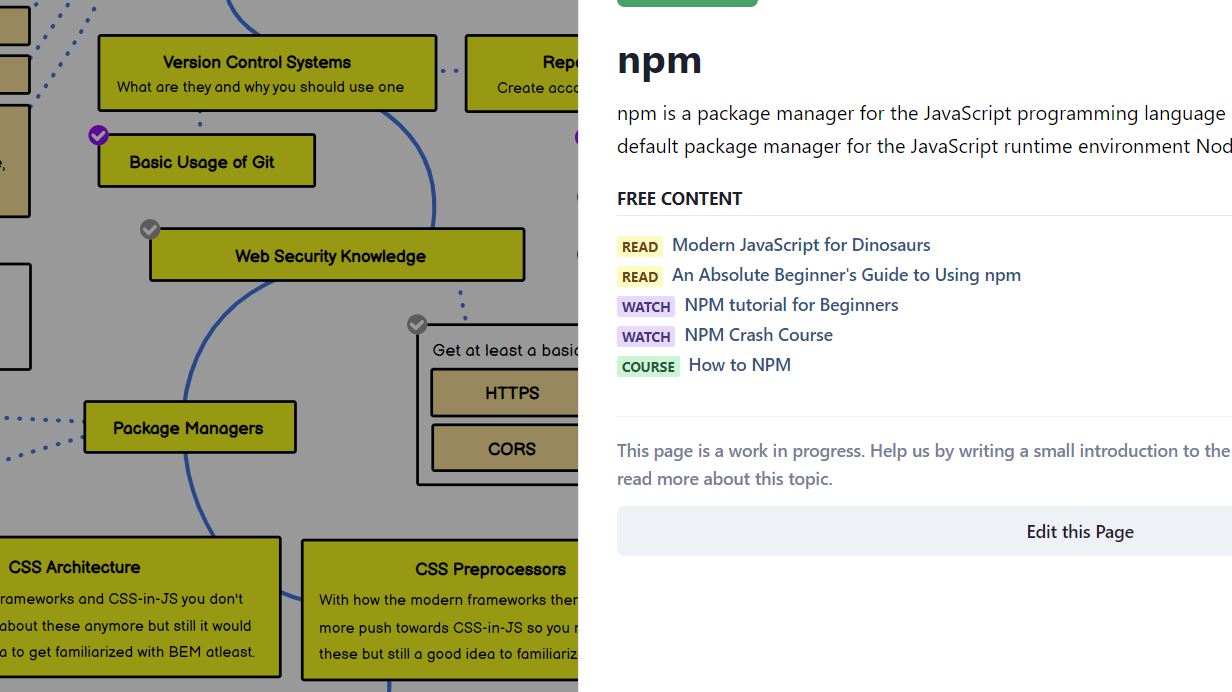 Version Control Systems
What are they and why you should use one
Create
Basic Usage of Git
Web Security Knowledge
Get at least a basic
HTTPS
CORS
Package Managers
CSS Architecture
and CSS-in-JS you don't
about these anymore but still it would
to get familiarized with BEM atleast.
CSS Preprocessors
With how the modern frameworks
more push towards CSS-in-JS so you
these but still a good idea to
npm
npm is a package manager for the JavaScript programming language
default package manager for the JavaScript runtime environment
FREE CONTENT
READ Modern JavaScript for Dinosaurs
READ An Absolute Beginner's Guide to Using npm
WATCH NPM tutorial for Beginners
WATCH NPM Crash Course
COURSE How to NPM
This page is a work in progress. Help us by writing a small introduction to the
read more about this topic.
Edit this Page